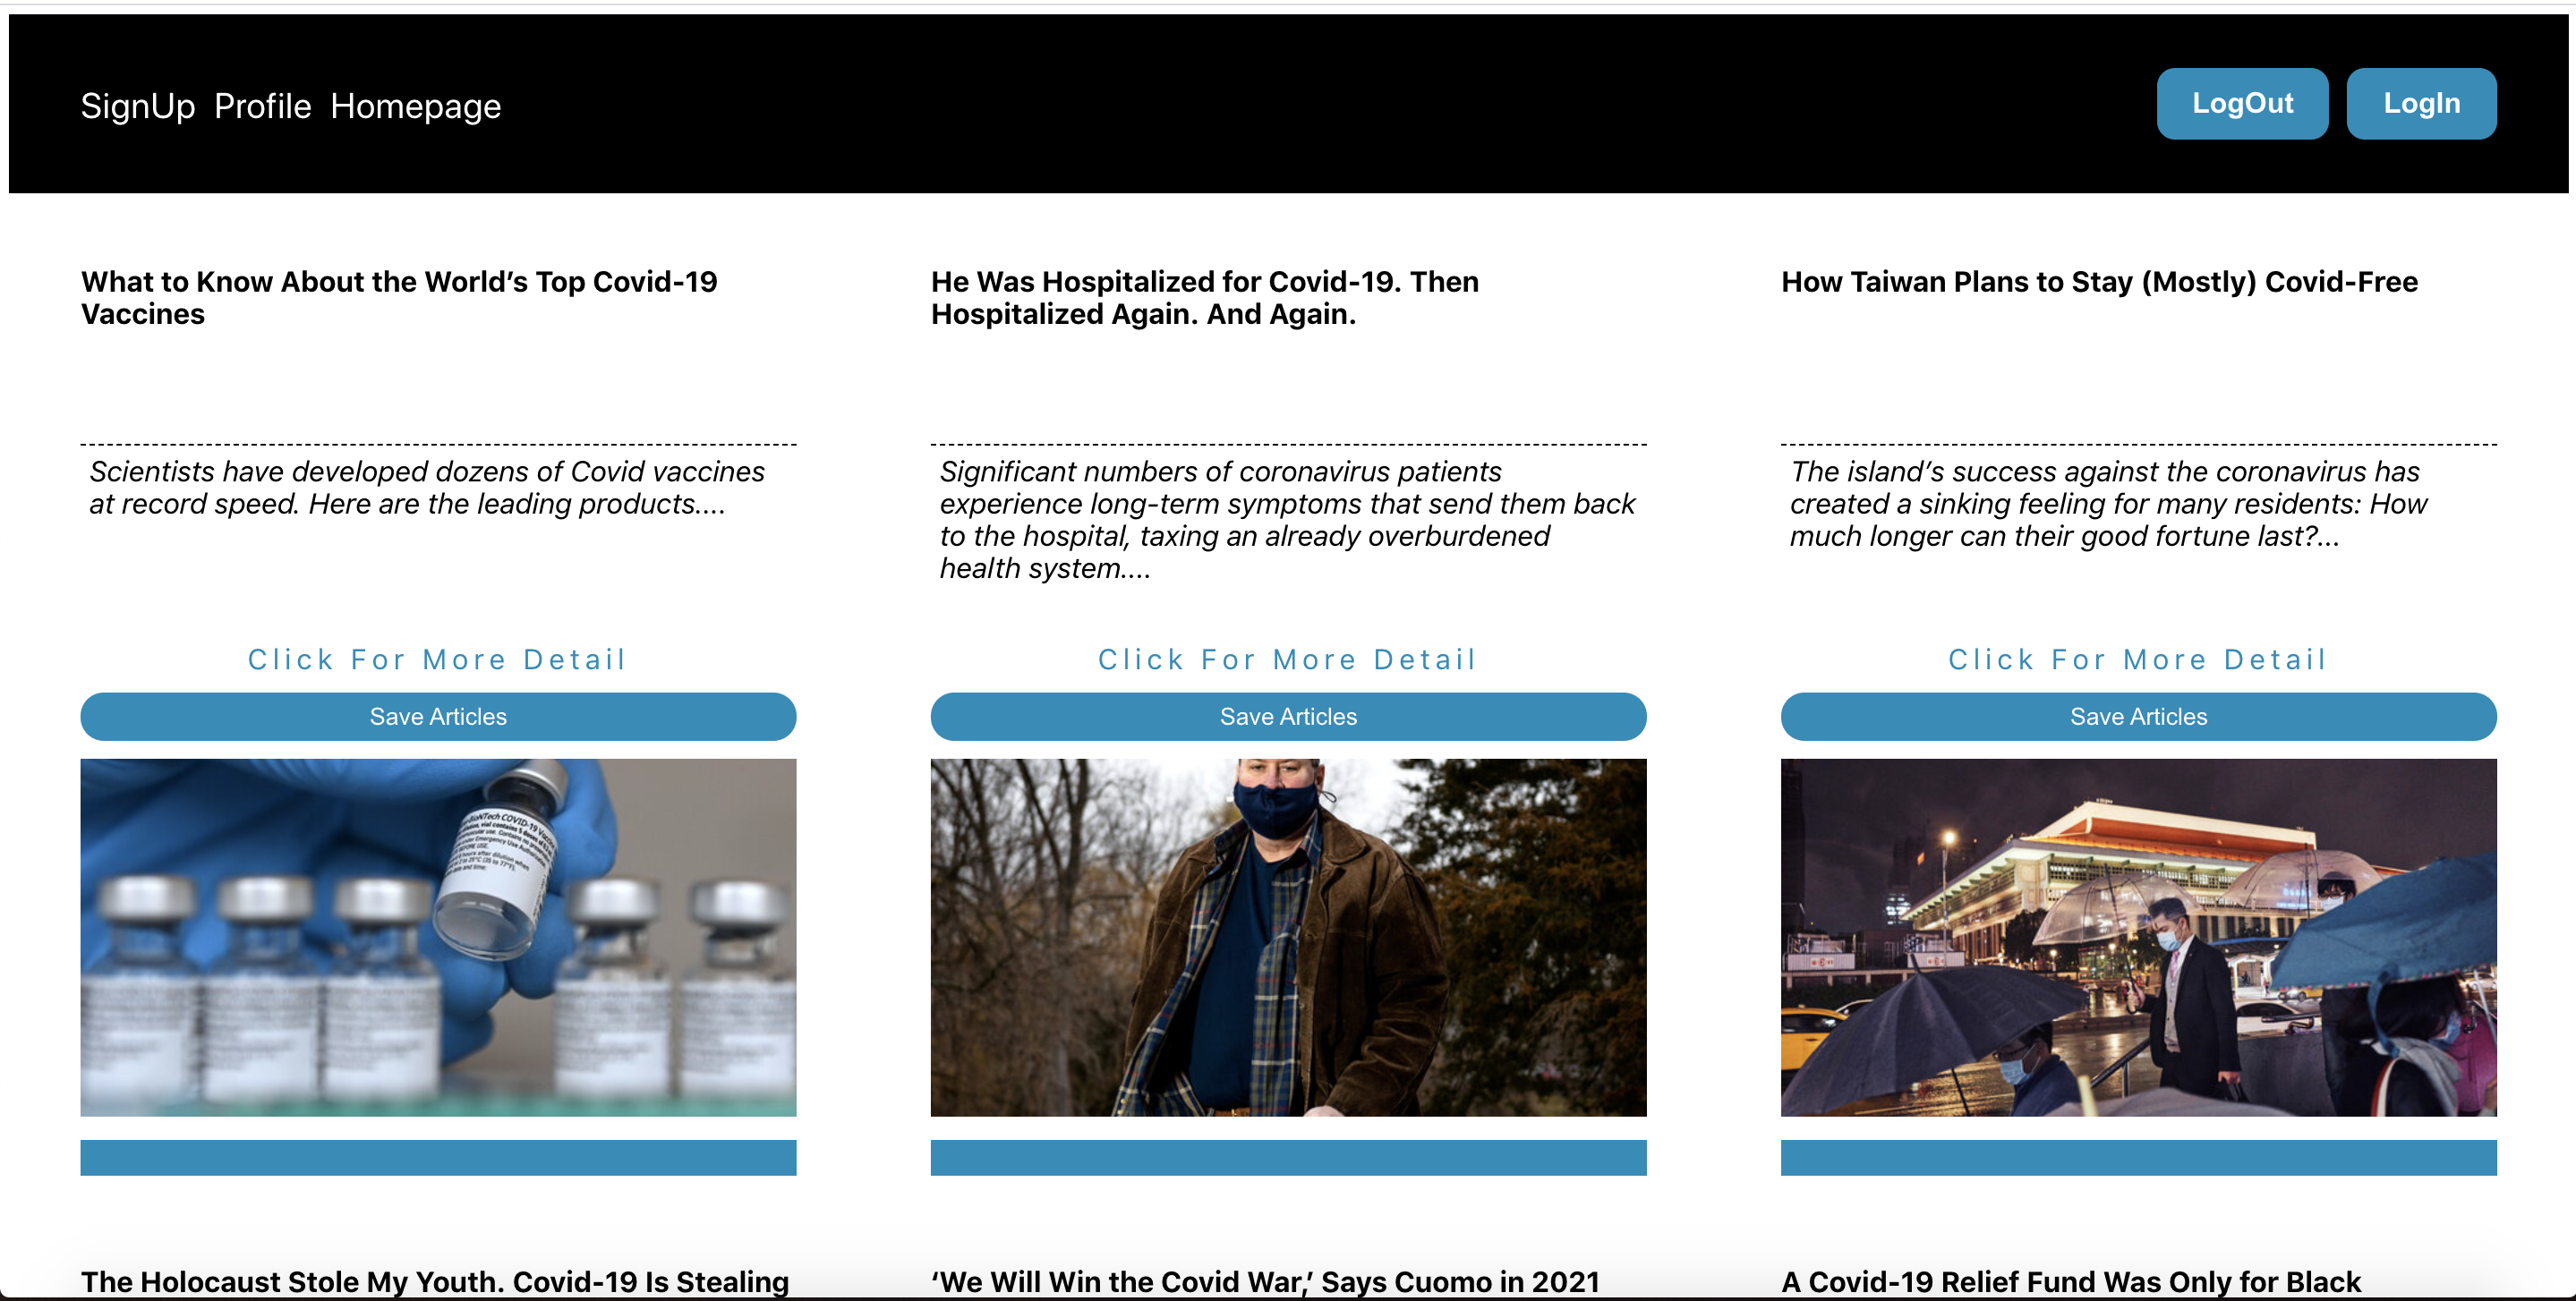 SignUp Profile Homepage
LogOut
LogIn
What to Know About the World’s Top Covid-19
Vaccines
Scientists have developed dozens of Covid vaccines
at record speed. Here are the leading products....
Click For More Detail
Save Articles
He Was Hospitalized for Covid-19. Then
Hospitalized Again. And Again.
Significant numbers of coronavirus patients
experience long-term symptoms that send them back
to the hospital, taxing an already overburdened
health system....
Click For More Detail
Save Articles
How Taiwan Plans to Stay (Mostly) Covid-Free
The island’s success against the coronavirus has
created a sinking feeling for many residents: How
much longer can their good fortune last?...
Click For More Detail
Save Articles
COVID-19
The Holocaust Stole My Youth. Covid-19 Is Stealing
‘We Will Win the Covid War,’ Says Cuomo in 2021
A Covid-19 Relief Fund Was Only for Black